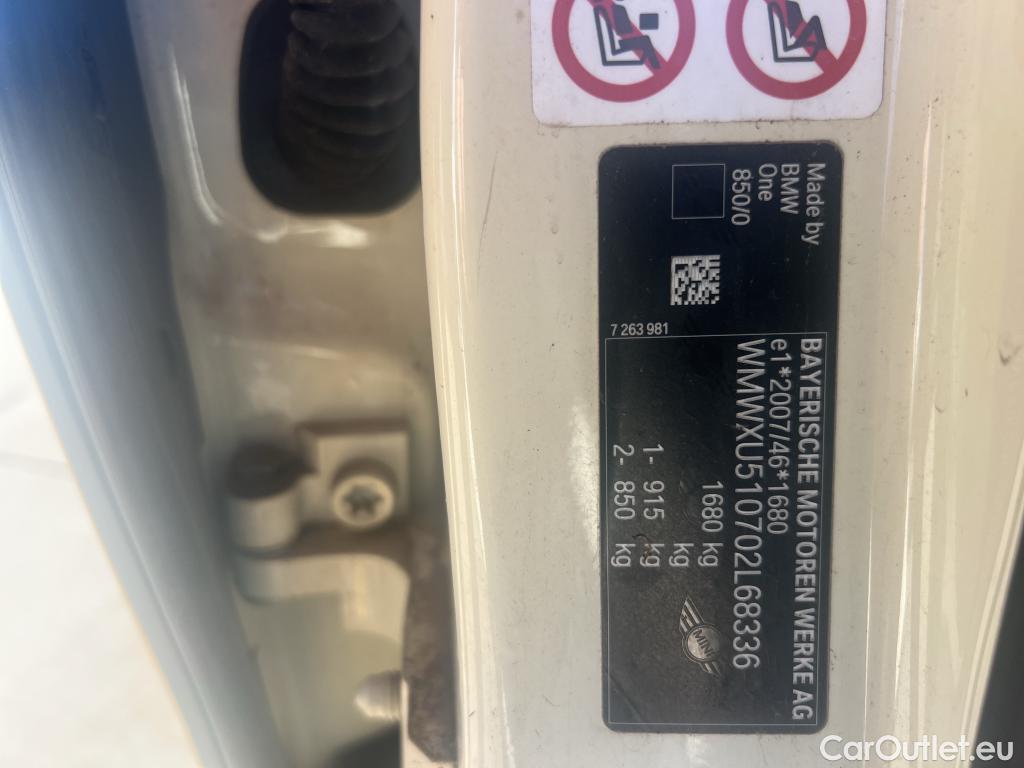 Made by
BMW
One
850/0
7 263 981
BAYERISCHE MOTOREN WERKE AG
e1*2007/46*1680
WMWXU510702L68336
1680 kg
1- 915 kg
2- 850 kg
MINI
CarOutlet.eu